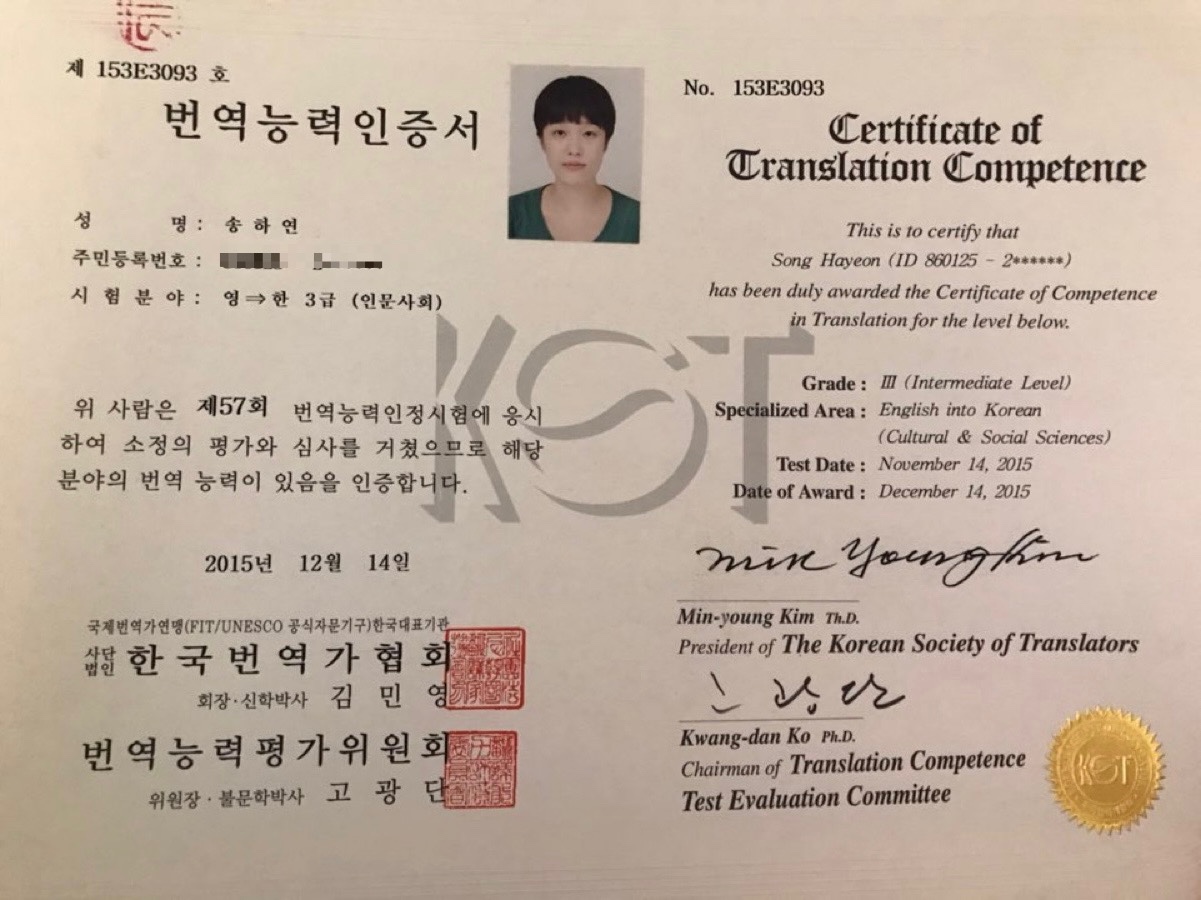 제 153E3093 호
번역능력인증서
성 명 : 송 하 연
주민등록번호 :
시 험 분 야 : 영⇒한 3급 (인문사회)
위 사람은 제57회 번역능력인정시험에 응시
하여 소정의 평가와 심사를 거쳤으므로 해당
분야의 번역 능력이 있음을 인증합니다.
2015년 12월 14일
국제번역가연맹(FIT/UNESCO 공식자문기구)한국대표기관
사단법인 한국번역가협회
회장·신학박사 김 민 영
번역능력평가위원회
위원장·불문학박사 고 광 단
No. 153E3093
Certificate of
Translation Competence
This is to certify that
Song Hayeon (ID 860125 - 2******)
has been duly awarded the Certificate of Competence
in Translation for the level below.
Grade : III (Intermediate Level)
Specialized Area : English into Korean
(Cultural & Social Sciences)
Test Date : November 14, 2015
Date of Award : December 14, 2015
Min Young Kim
Min-young Kim Th.D.
President of The Korean Society of Translators
고광단
Kwang-dan Ko Ph.D.
Chairman of Translation Competence
Test Evaluation Committee
KST
KST